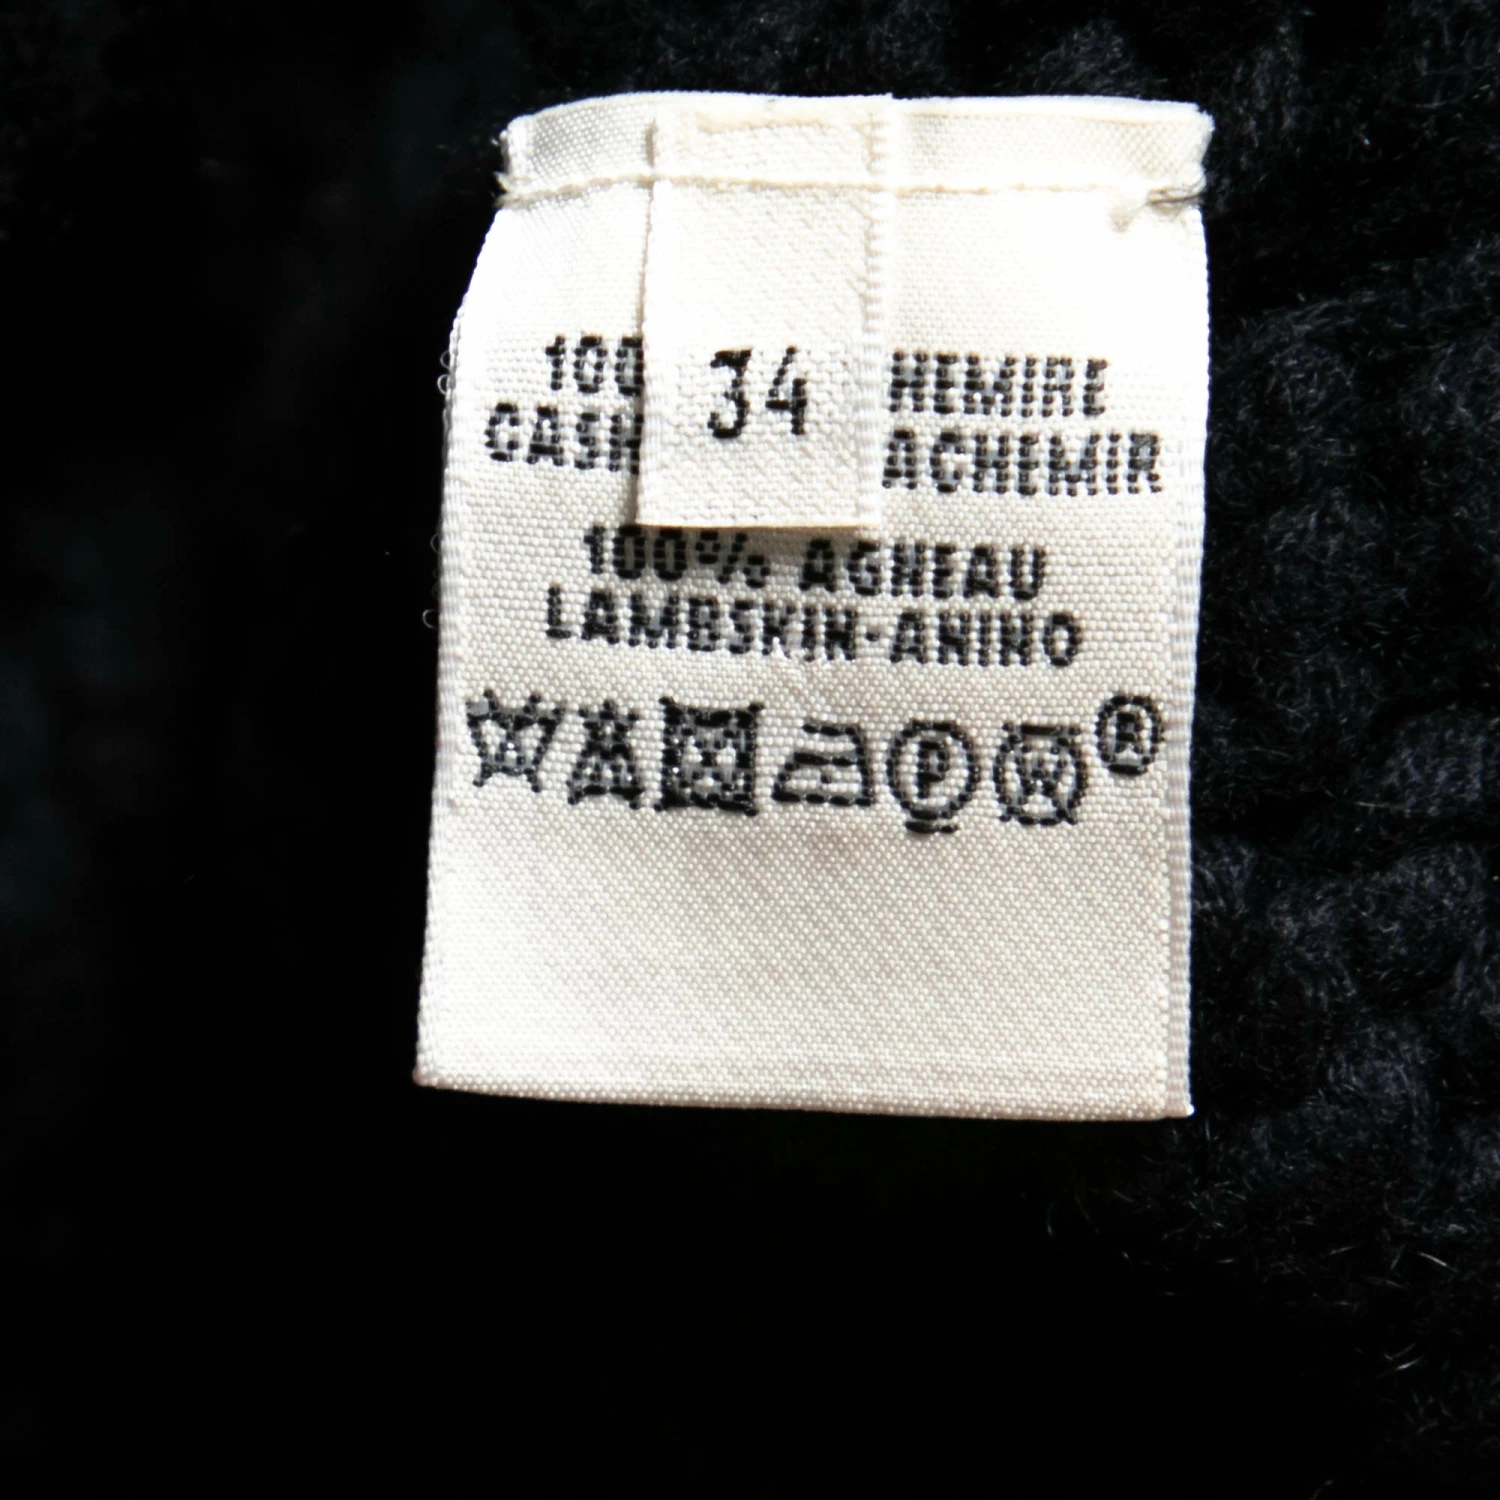 34
100 HEMIRE
CASH ACHEMIR
100% AGNEAU
LAMBSKIN-ANINO
P W ®